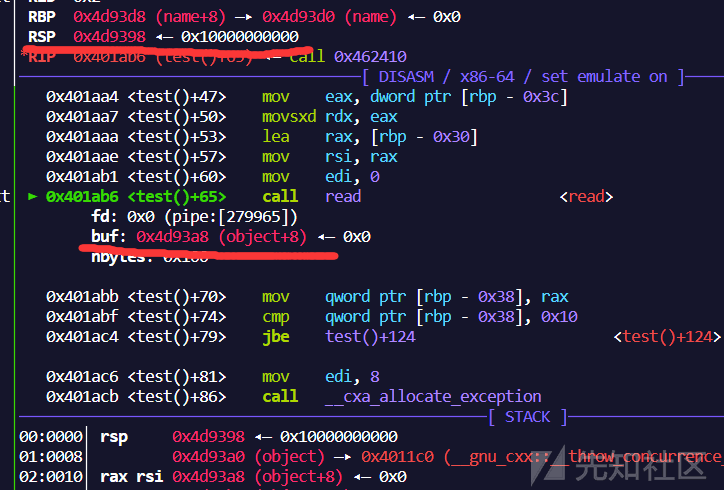 RBP 0x4d93d8 (name+8) —▸ 0x4d93d0 (name) ◂— 0x0
RSP 0x4d9398 ◂— 0x10000000000
*RIP 0x401ab6 (test()+65) ◂— call 0x462410
[ DISASM / x86-64 / set emulate on ]
0x401aa4 <test()+47> mov eax, dword ptr [rbp - 0x3c]
0x401aa7 <test()+50> movsxd rdx, eax
0x401aaa <test()+53> lea rax, [rbp - 0x30]
0x401aae <test()+57> mov rsi, rax
0x401ab1 <test()+60> mov edi, 0
► 0x401ab6 <test()+65> call read <read>
fd: 0x0 (pipe:[279965])
buf: 0x4d93a8 (object+8) ◂— 0x0
nbytes: 0x100
0x401abb <test()+70> mov qword ptr [rbp - 0x38], rax
0x401abf <test()+74> cmp qword ptr [rbp - 0x38], 0x10
0x401ac4 <test()+79> jbe test()+124 <test()+124>
0x401ac6 <test()+81> mov edi, 8
0x401acb <test()+86> call __cxa_allocate_exception
[ STACK ]
00:0000│ rsp 0x4d9398 ◂— 0x10000000000
01:0008│ 0x4d93a0 (object) —▸ 0x4011c0 (__gnu_cxx::__throw_concurrence
02:0010│ rax rsi 0x4d93a8 (object+8) ◂— 0x0
先知社区